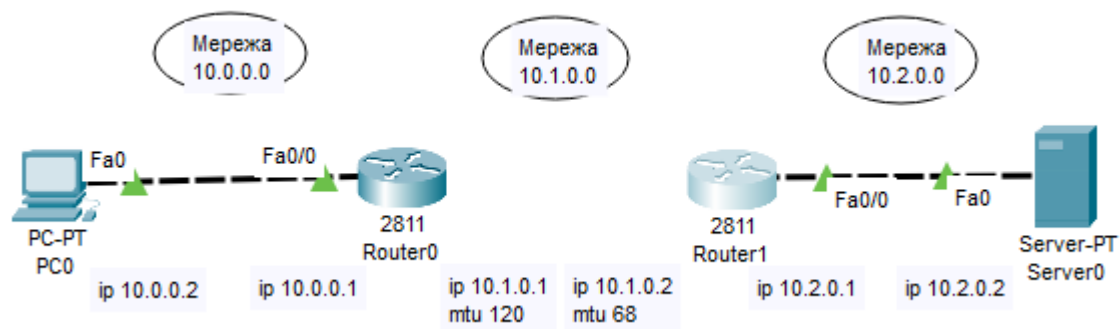 Мережа
10.0.0.0
Мережа
10.1.0.0
Мережа
10.2.0.0
Fa0
Fa0/0
Fa0/0
Fa0
PC-PT
PC0
2811
Router0
2811
Router1
Server-PT
Server0
ip 10.0.0.2
ip 10.0.0.1
ip 10.1.0.1
mtu 120
ip 10.1.0.2
mtu 68
ip 10.2.0.1
ip 10.2.0.2